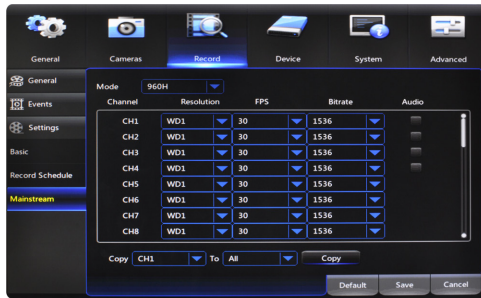 General Cameras Record Device System Advanced
General
Events
Settings
Basic
Record Schedule
Mainstream
Mode 960H
Channel Resolution FPS Bitrate Audio
CH1 WD1 30 1536
CH2 WD1 30 1536
CH3 WD1 30 1536
CH4 WD1 30 1536
CH5 WD1 30 1536
CH6 WD1 30 1536
CH7 WD1 30 1536
CH8 WD1 30 1536
Copy CH1 To All Copy
Default Save Cancel